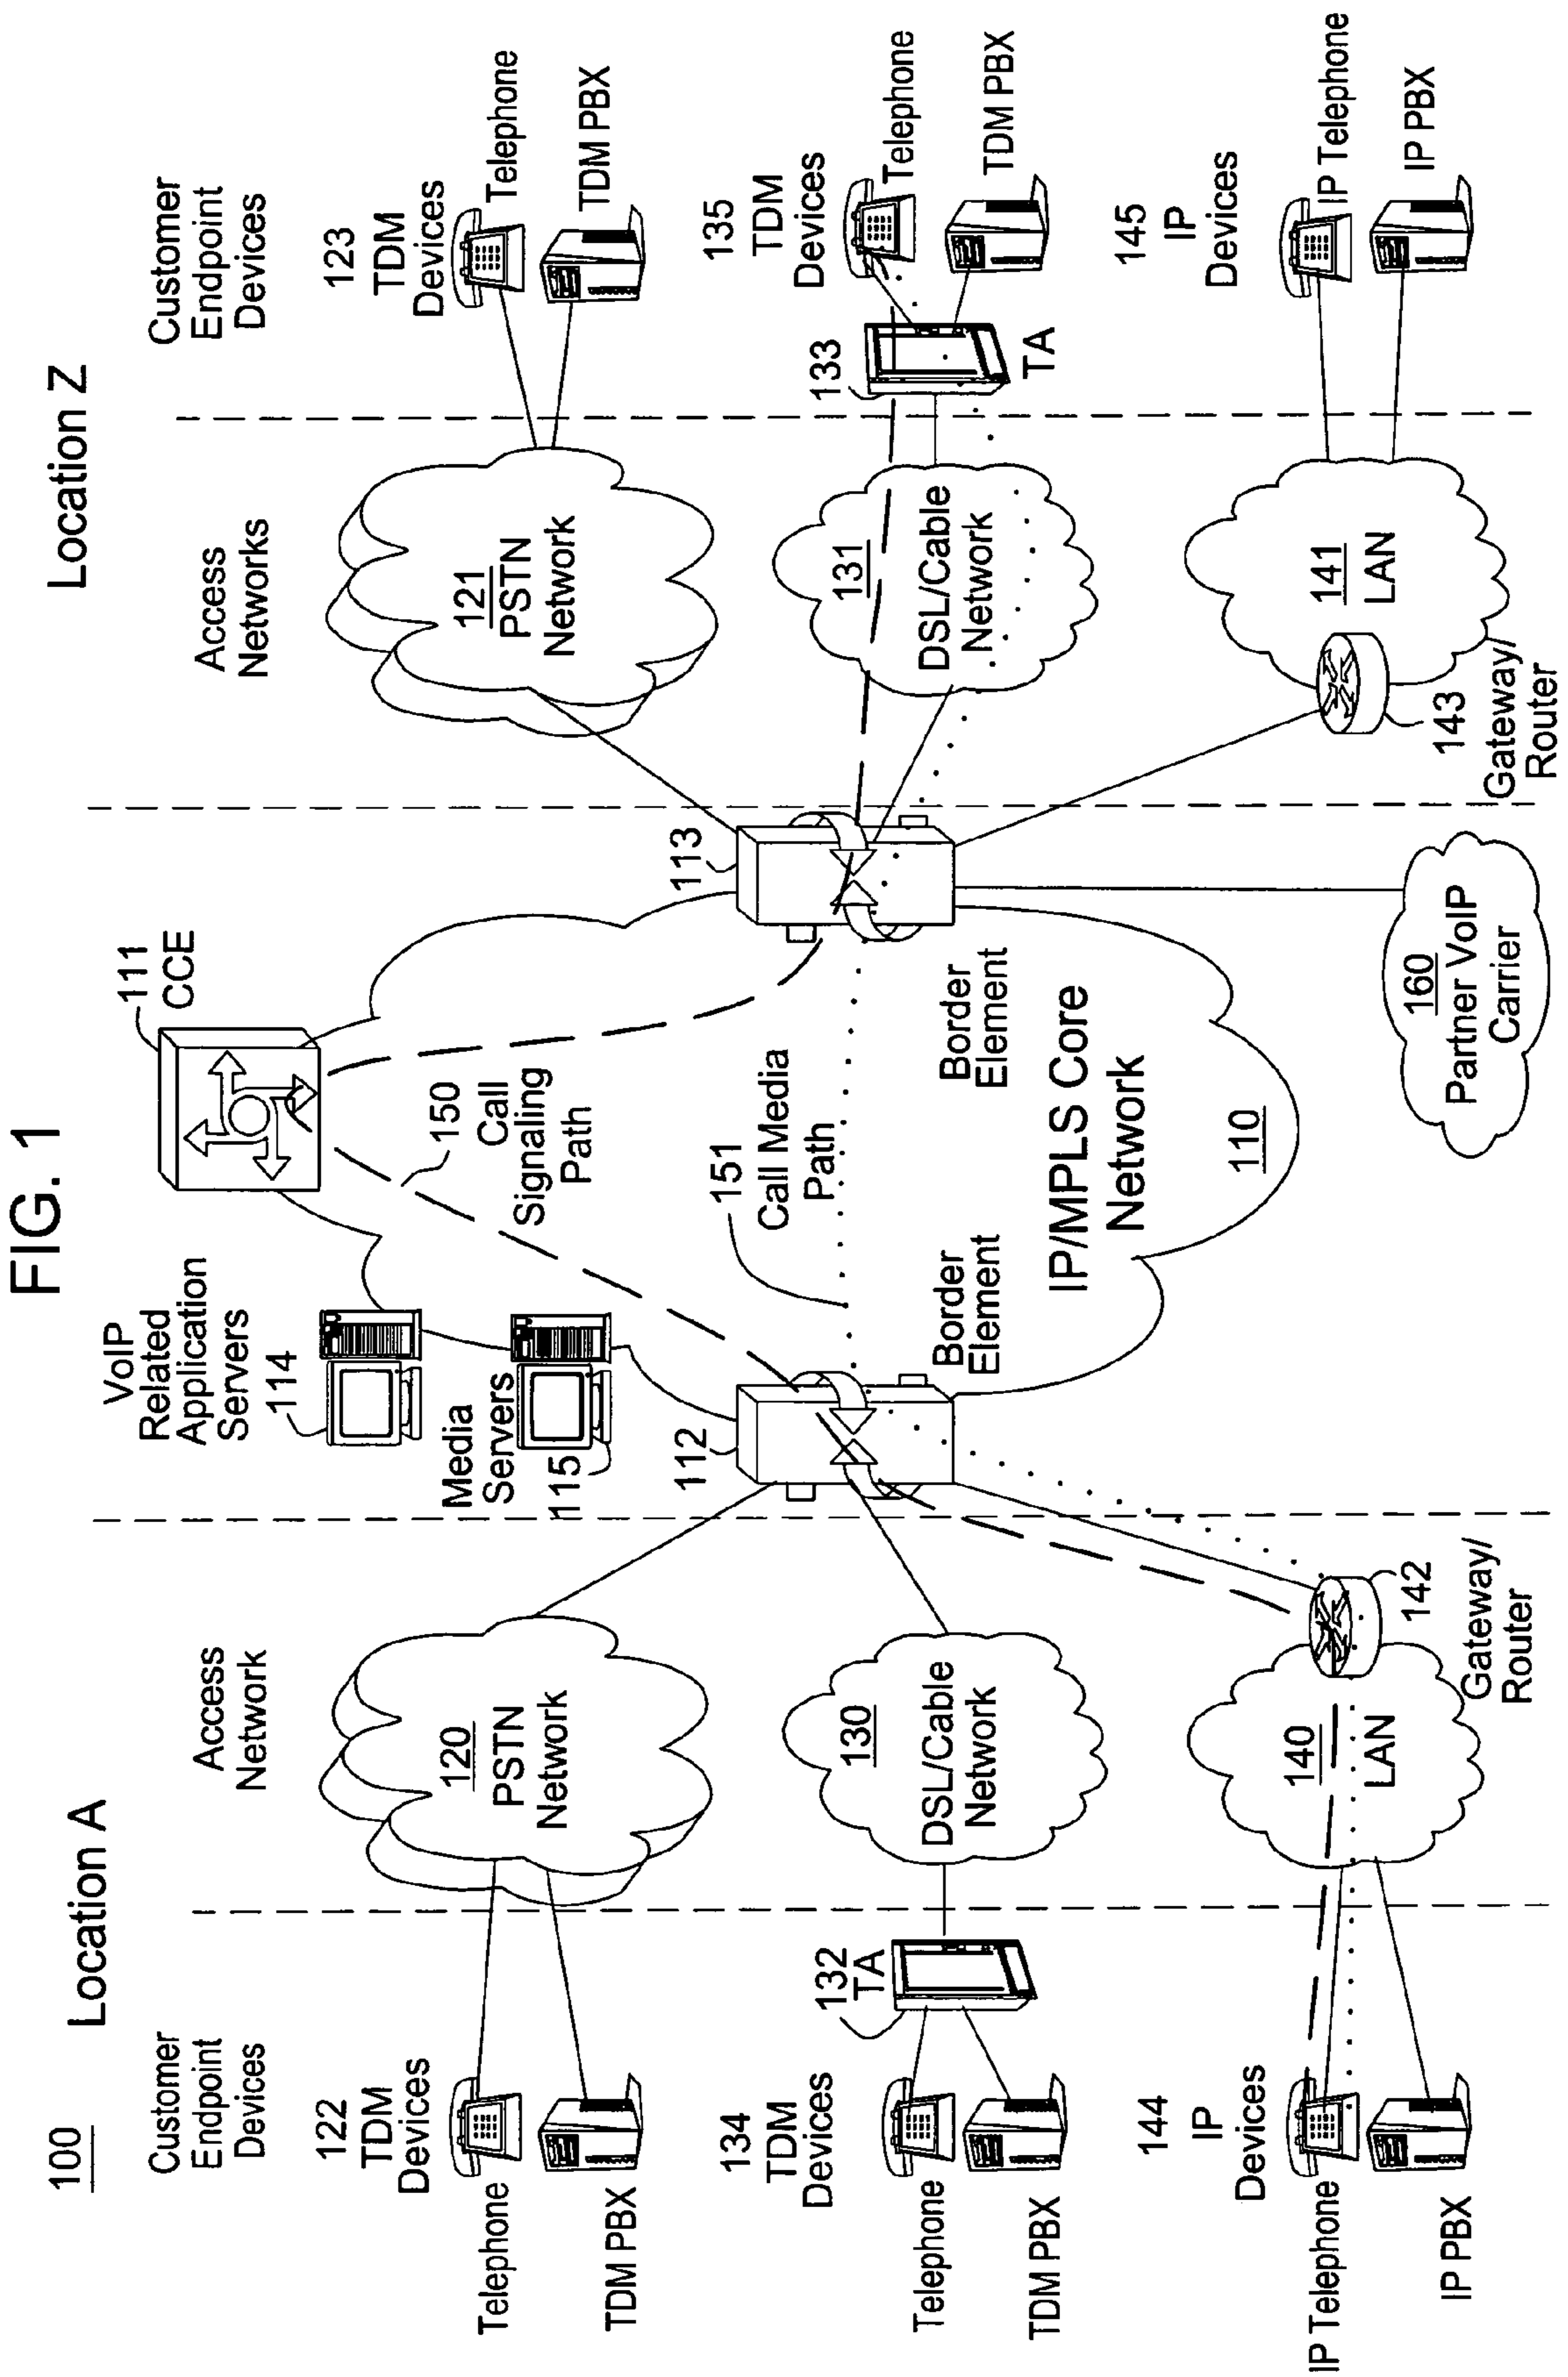 FIG. 1
100
Location A
Location Z
Customer
Endpoint
Devices
Access
Network
VoIP
Related
Application
Servers
114
111
CCE
Access
Networks
Customer
Endpoint
Devices
122
TDM
Devices
Telephone
TDM PBX
120
PSTN
Network
Media
Servers
115
150
Call
Signaling
Path
121
PSTN
Network
123
TDM
Devices
Telephone
TDM PBX
112
151
Call Media
Path
113
134
TDM
Devices
Telephone
TDM PBX
132
TA
130
DSL/Cable
Network
Border
Element
Border
Element
131
DSL/Cable
Network
133
TA
135
TDM
Devices
Telephone
TDM PBX
IP/MPLS Core
Network
110
144
IP
Devices
IP Telephone
IP PBX
140
LAN
142
Gateway/
Router
160
Partner VoIP
Carrier
141
LAN
143
Gateway/
Router
145
IP
Devices
IP Telephone
IP PBX